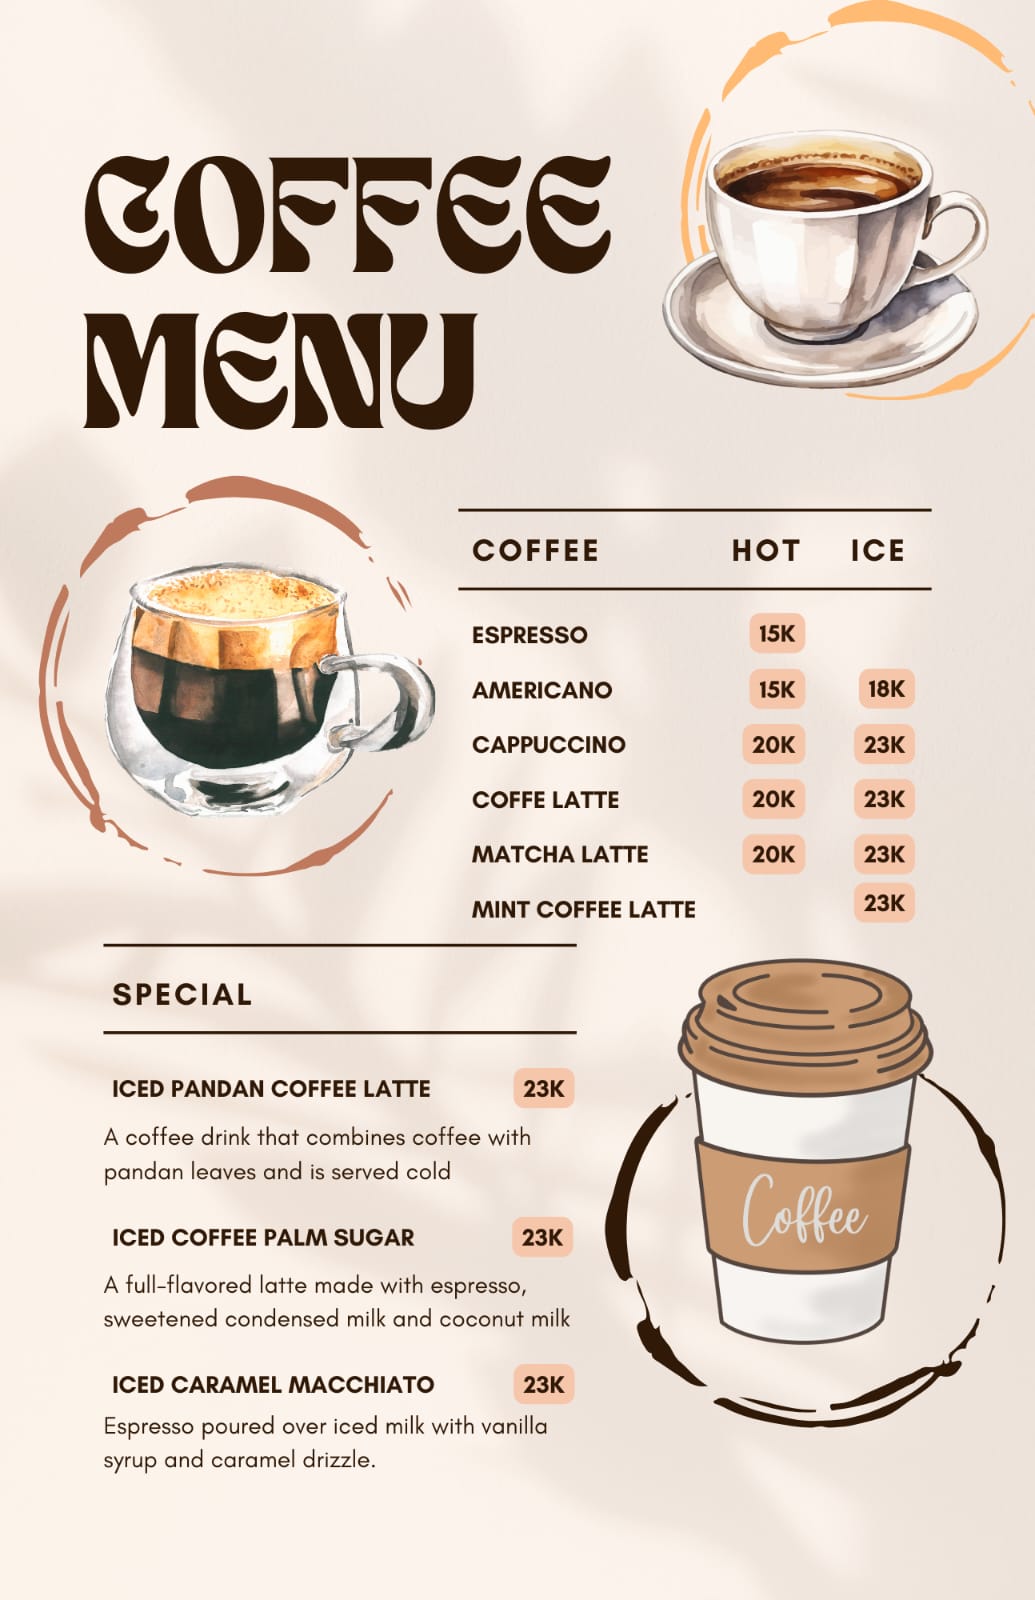 COFFEE
MENU
COFFEE HOT ICE
ESPRESSO 15K
AMERICANO 15K 18K
CAPPUCCINO 20K 23K
COFFE LATTE 20K 23K
MATCHA LATTE 20K 23K
MINT COFFEE LATTE 23K
SPECIAL
ICED PANDAN COFFEE LATTE 23K
A coffee drink that combines coffee with
pandan leaves and is served cold
ICED COFFEE PALM SUGAR 23K
A full-flavored latte made with espresso,
sweetened condensed milk and coconut milk
ICED CARAMEL MACCHIATO 23K
Espresso poured over iced milk with vanilla
syrup and caramel drizzle.
Coffee